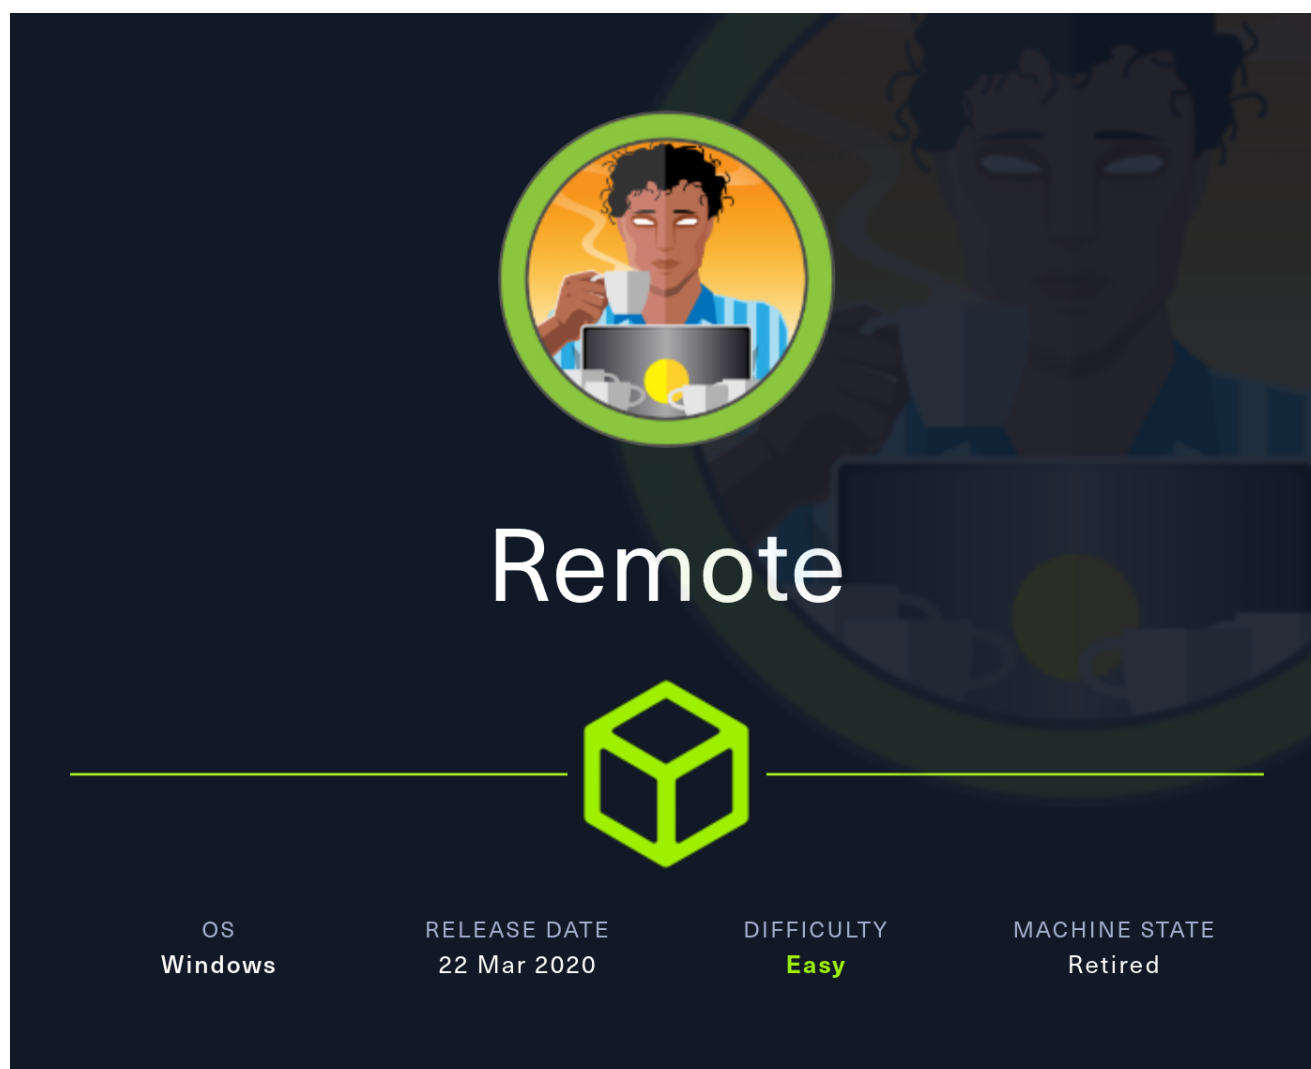 Remote
OS
Windows
RELEASE DATE
22 Mar 2020
DIFFICULTY
Easy
MACHINE STATE
Retired